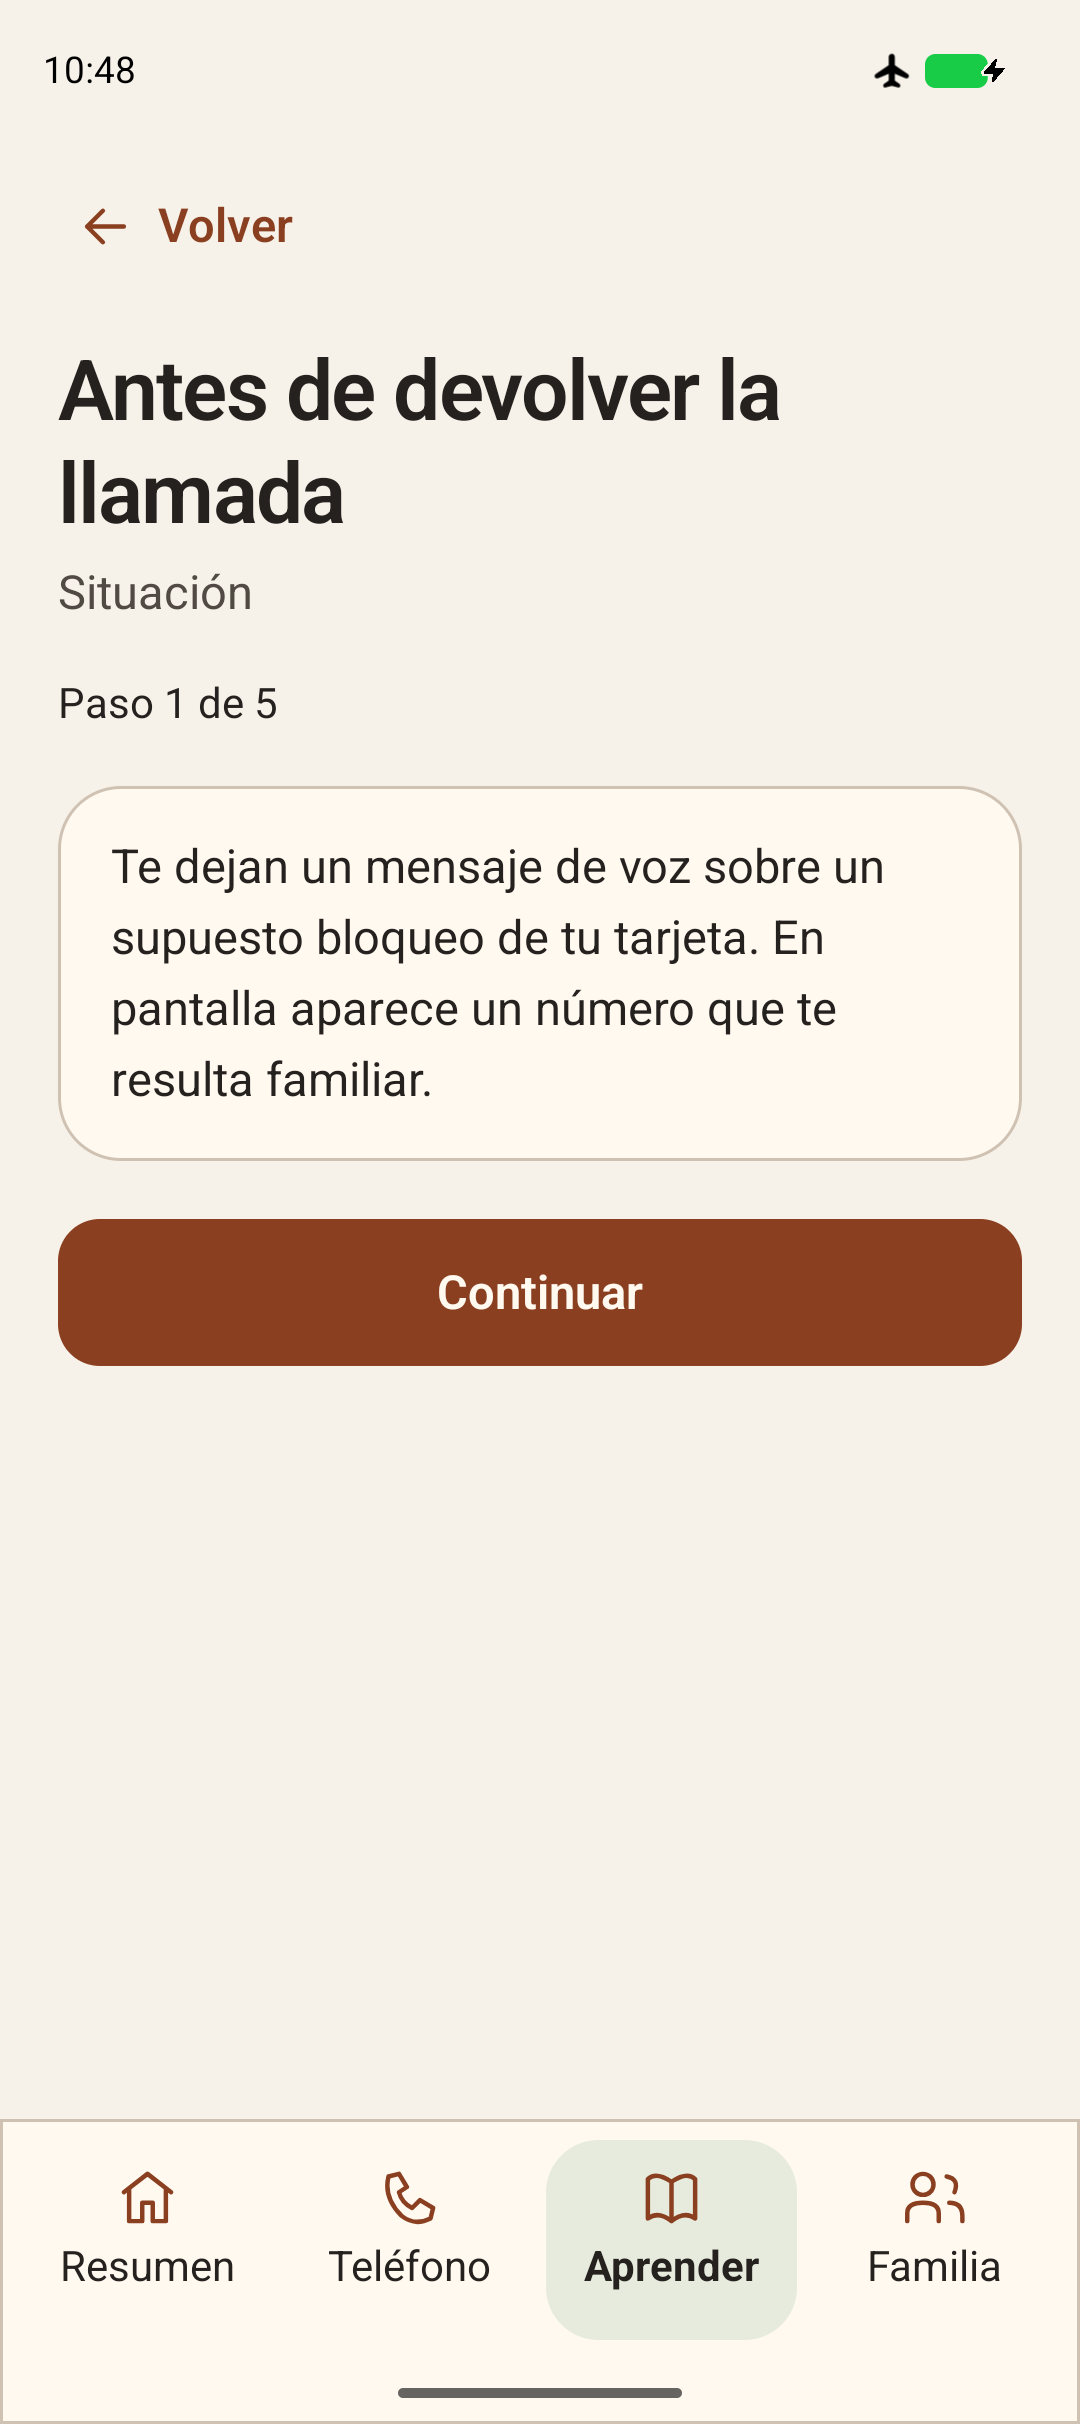 10:48
Volver
Antes de devolver la
llamada
Situación
Paso 1 de 5
Te dejan un mensaje de voz sobre un
supuesto bloqueo de tu tarjeta. En
pantalla aparece un número que te
resulta familiar.
Continuar
Resumen
Teléfono
Aprender
Familia